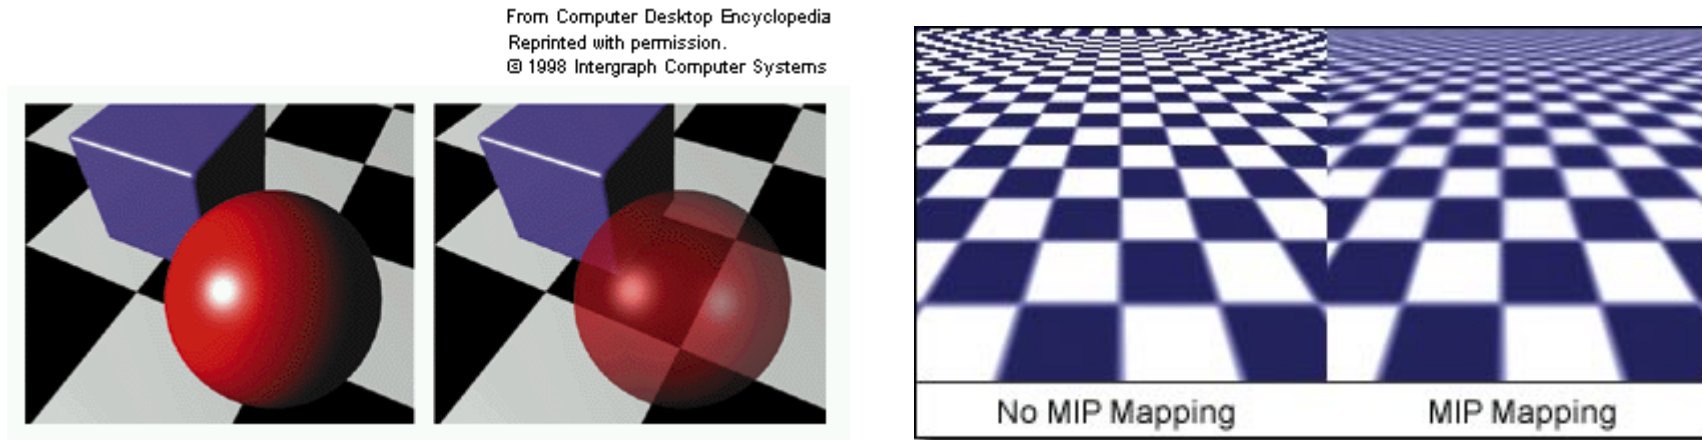 From Computer Desktop Encyclopedia
Reprinted with permission.
© 1998 Intergraph Computer Systems
No MIP Mapping
MIP Mapping